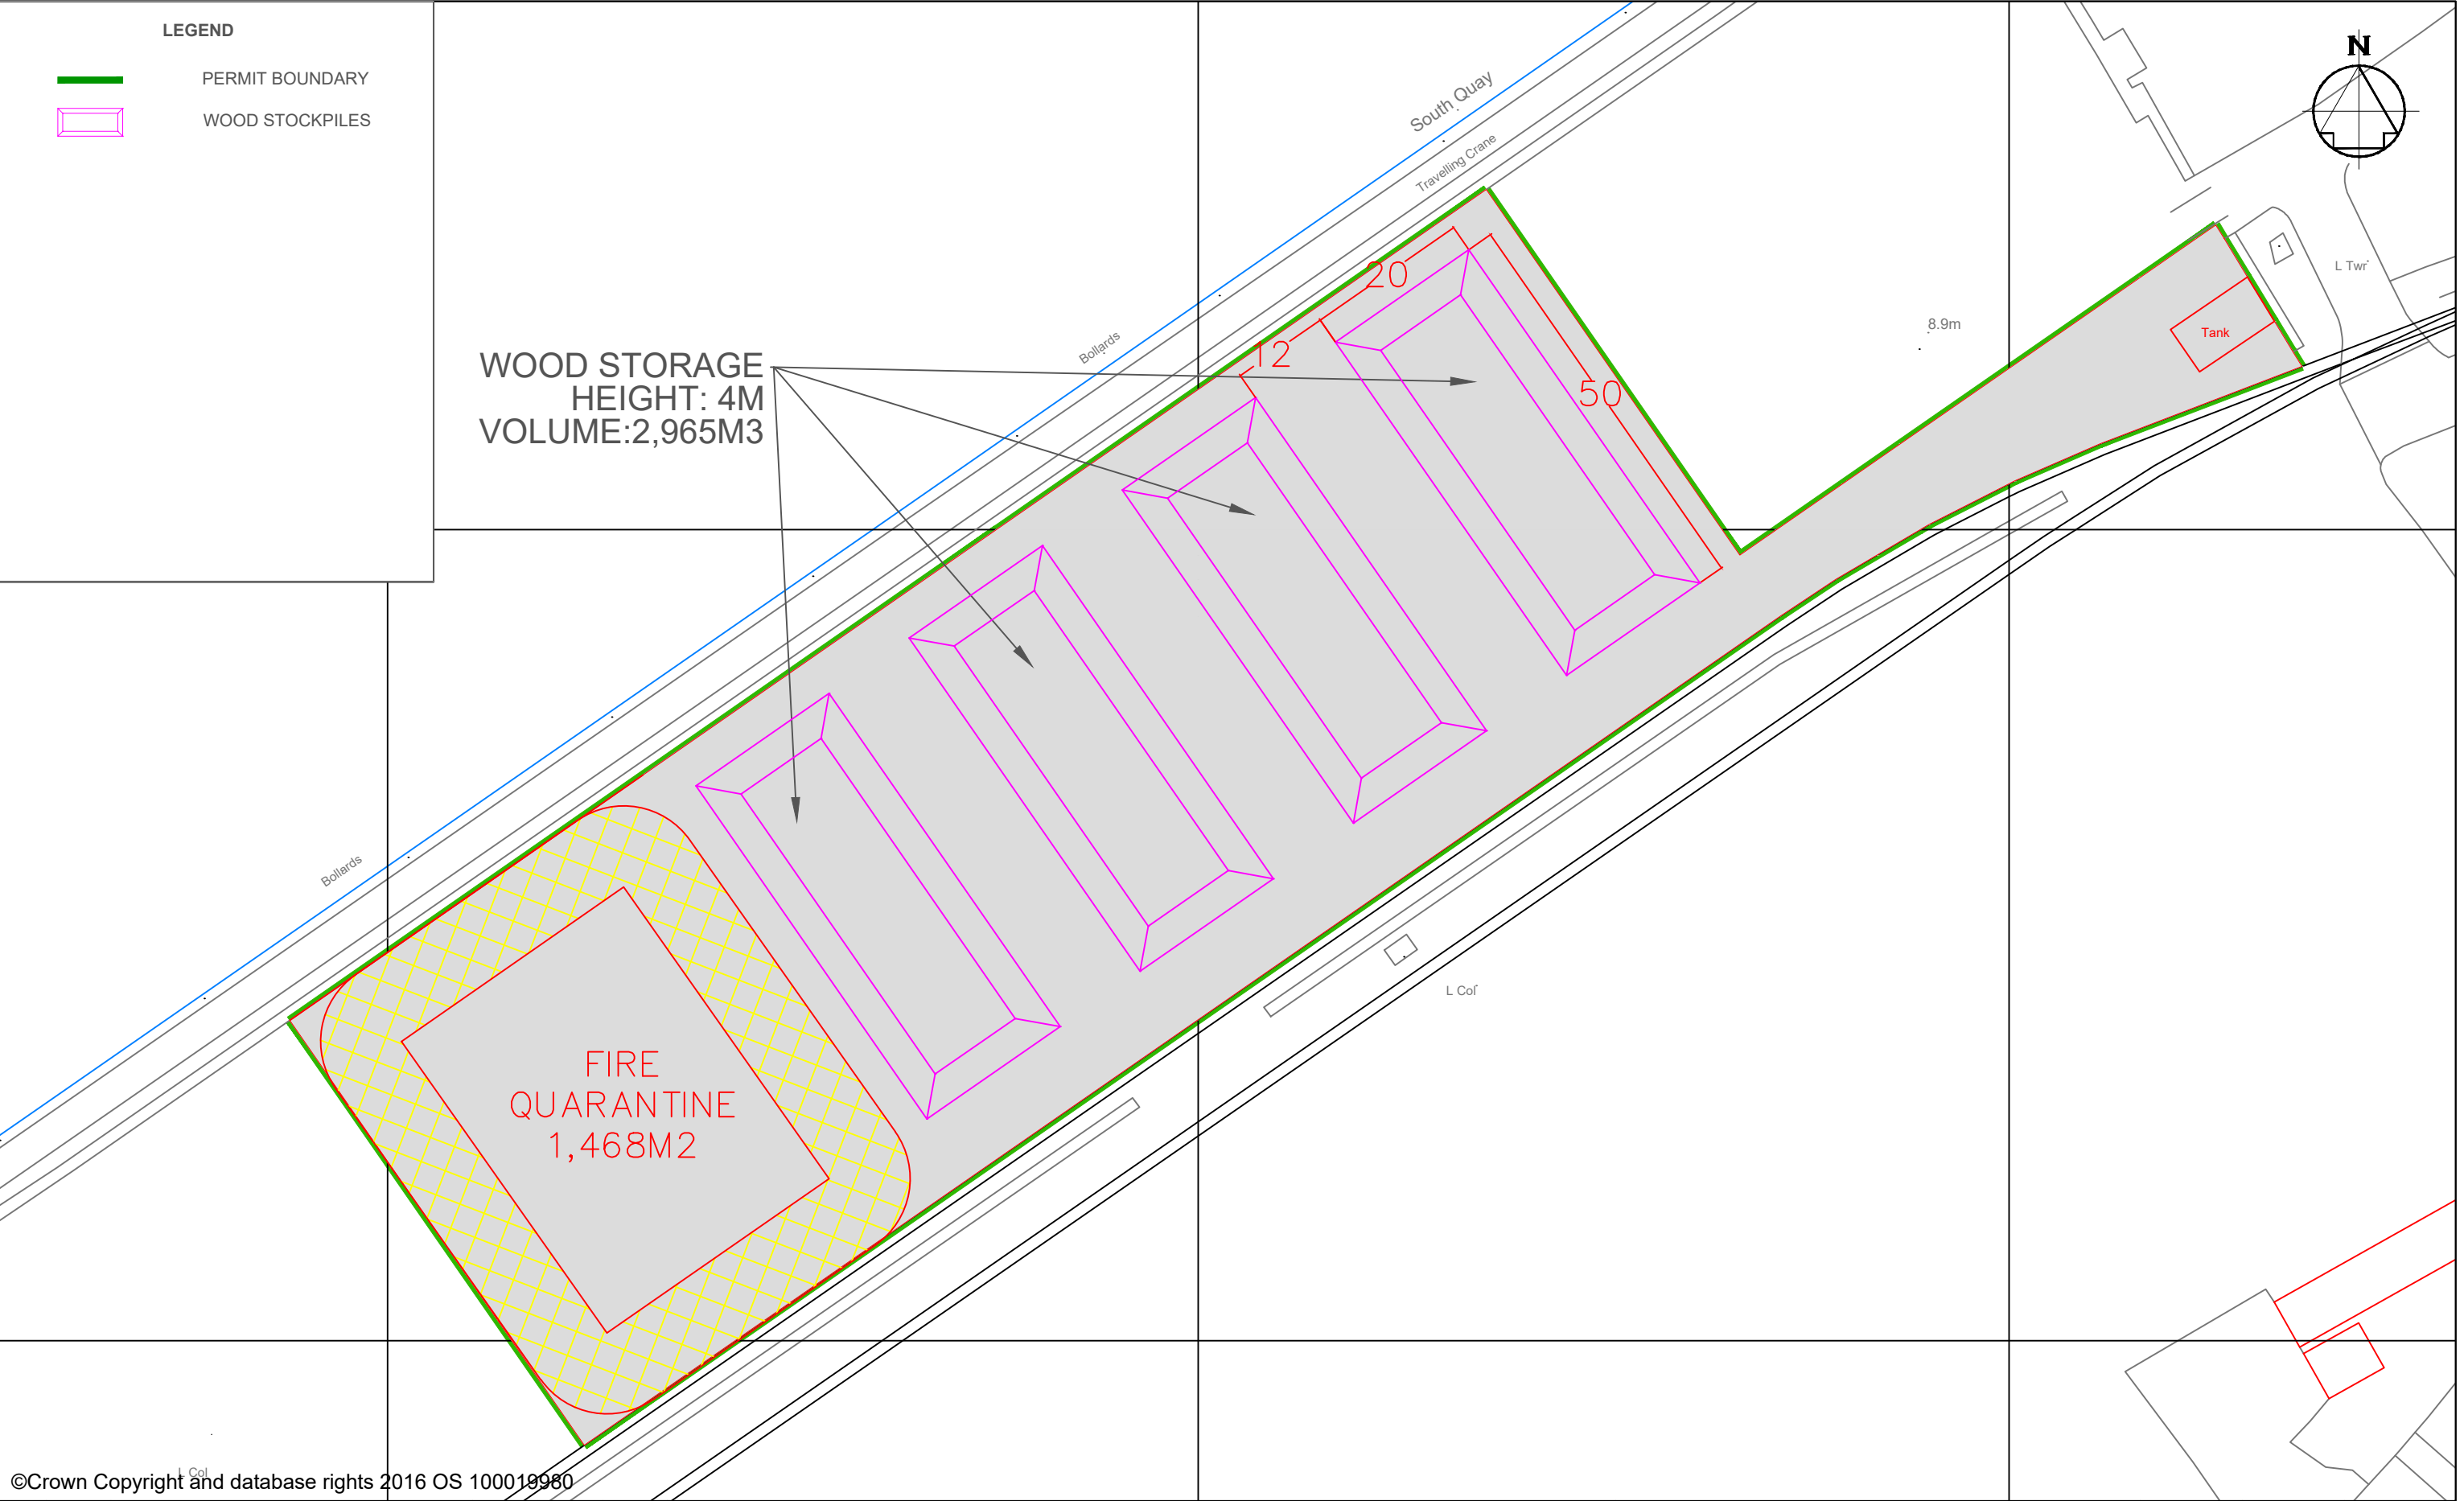 LEGEND
PERMIT BOUNDARY
WOOD STOCKPILES
N
South Quay
Travelling Crane
Bollards
WOOD STORAGE
HEIGHT: 4M
VOLUME:2,965M3
20
12
50
8.9m
L Twr
Tank
Bollards
FIRE
QUARANTINE
1,468M2
L Col
L Col
©Crown Copyright and database rights 2016 OS 100019980